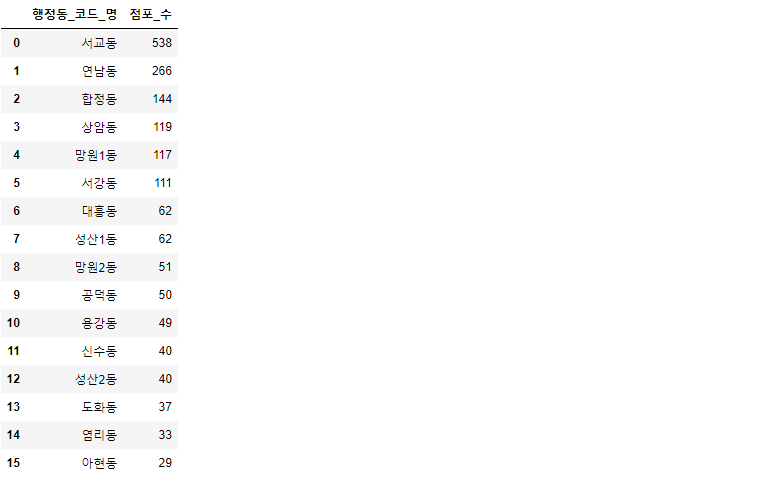 행정동_코드_명 점포_수
0 서교동 538
1 연남동 266
2 합정동 144
3 상암동 119
4 망원1동 117
5 서강동 111
6 대흥동 62
7 성산1동 62
8 망원2동 51
9 공덕동 50
10 용강동 49
11 신수동 40
12 성산2동 40
13 도화동 37
14 염리동 33
15 아현동 29